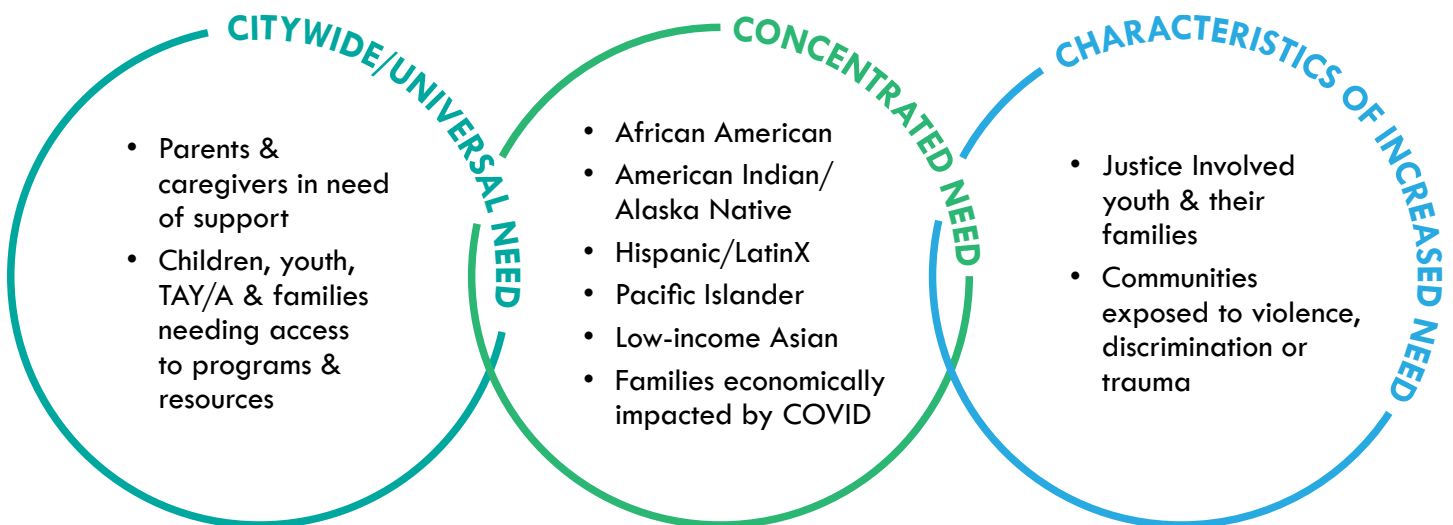 CITYWIDE/UNIVERSAL NEED
• Parents &
caregivers in need
of support
• Children, youth,
TAY/A & families
needing access
to programs &
resources
CONCENTRATED NEED
• African American
• American Indian/
Alaska Native
• Hispanic/LatinX
• Pacific Islander
• Low-income Asian
• Families economically
impacted by COVID
CHARACTERISTICS OF INCREASED NEED
• Justice Involved
youth & their
families
• Communities
exposed to violence,
discrimination or
trauma